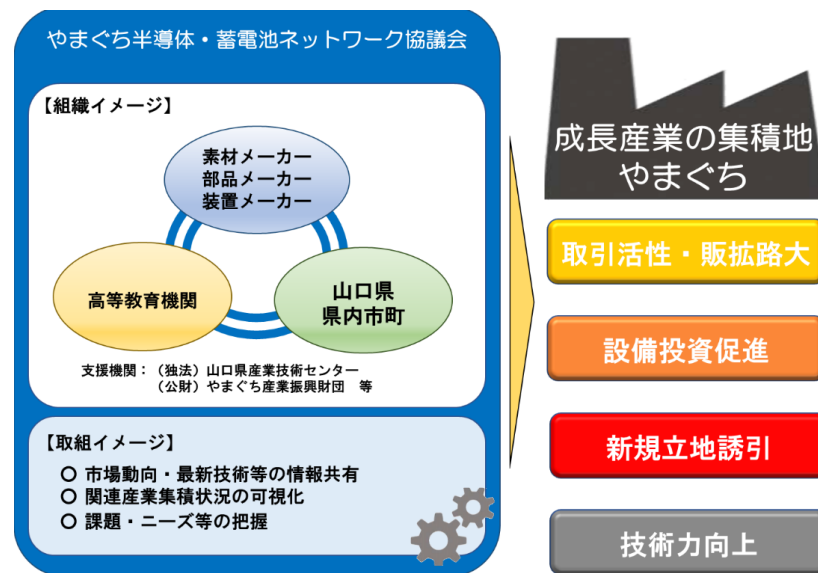 やまぐち半導体・蓄電池ネットワーク協議会
【組織イメージ】
素材メーカー
部品メーカー
装置メーカー
高等教育機関
山口県
県内市町
支援機関：（独法）山口県産業技術センター
（公財）やまぐち産業振興財団　等
【取組イメージ】
○ 市場動向・最新技術等の情報共有
○ 関連産業集積状況の可視化
○ 課題・ニーズ等の把握
成長産業の集積地
やまぐち
取引活性・販拡路大
設備投資促進
新規立地誘引
技術力向上